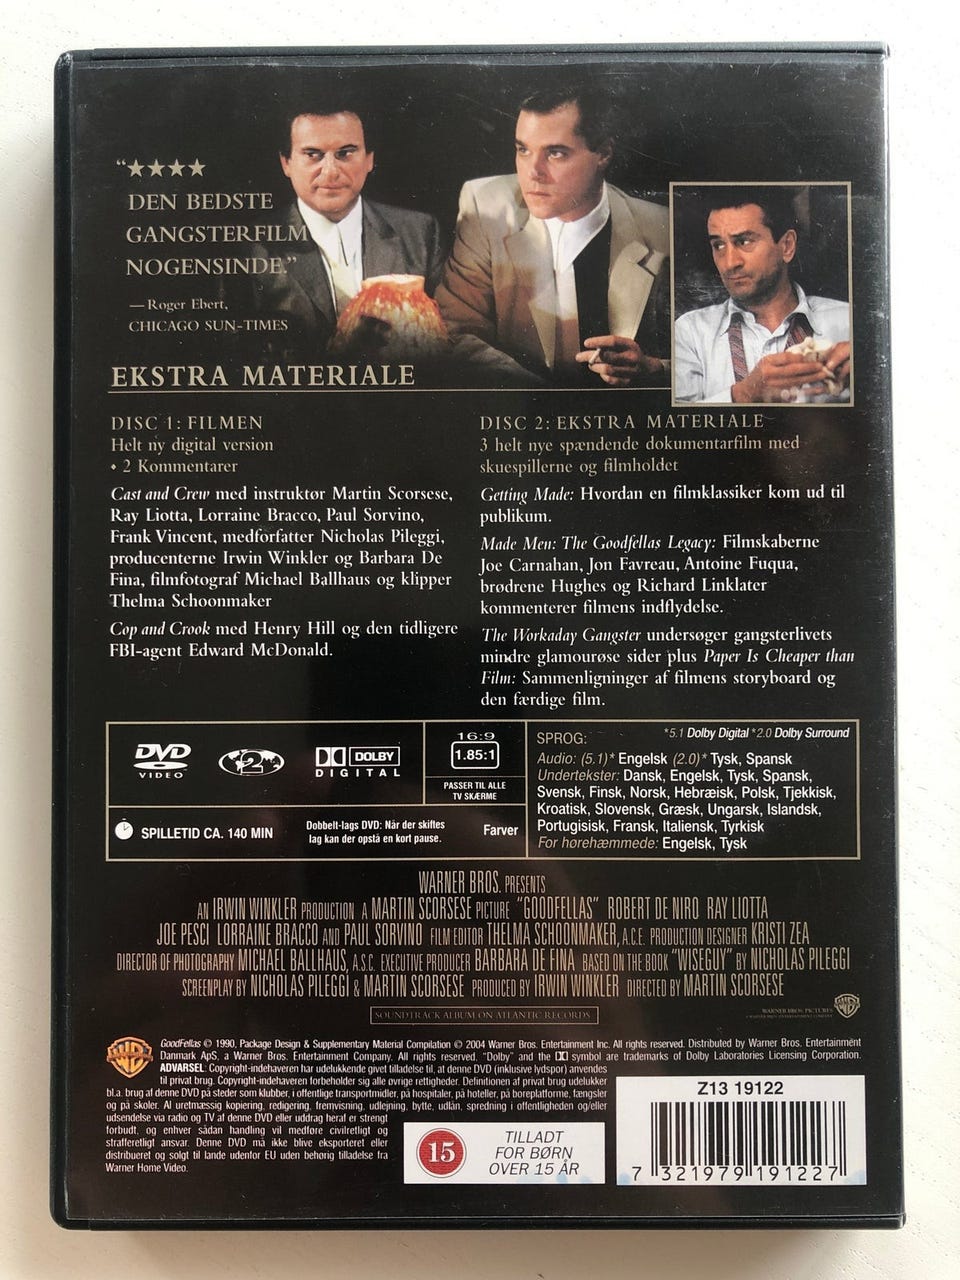 “★★★★
DEN BEDSTE
GANGSTERFILM
NOGENSINDE.”
—Roger Ebert,
CHICAGO SUN-TIMES
EKSTRA MATERIALE
DISC 1: FILMEN
Helt ny digital version
• 2 Kommentarer
Cast and Crew med instruktør Martin Scorsese,
Ray Liotta, Lorraine Bracco, Paul Sorvino,
Frank Vincent, medforfatter Nicholas Pileggi,
producenterne Irwin Winkler og Barbara De
Fina, filmfotograf Michael Ballhaus og klipper
Thelma Schoonmaker
Cop and Crook med Henry Hill og den tidligere
FBI-agent Edward McDonald.
DISC 2: EKSTRA MATERIALE
3 helt nye spændende dokumentarfilm med
skuespillerne og filmholdet
Getting Made: Hvordan en filmklassiker kom ud til
publikum.
Made Men: The Goodfellas Legacy: Filmskaberne
Joe Carnahan, Jon Favreau, Antoine Fuqua,
brødrene Hughes og Richard Linklater
kommenterer filmens indflydelse.
The Workaday Gangster undersøger gangsterlivets
mindre glamourøse sider plus Paper Is Cheaper than
Film: Sammenligninger af filmens storyboard og
den færdige film.
DVD
VIDEO
2
DOLBY
DIGITAL
16:9
1.85:1
PASSER TIL ALLE
TV SKÆRME
SPILLETID CA. 140 MIN
Dobbelt-lags DVD: Når der skiftes
lag kan der opstå en kort pause.
Farver
SPROG:
*5.1 Dolby Digital *2.0 Dolby Surround
Audio: (5.1)* Engelsk (2.0)* Tysk, Spansk
Undertekster: Dansk, Engelsk, Tysk, Spansk,
Svensk, Finsk, Norsk, Hebræisk, Polsk, Tjekkisk,
Kroatisk, Slovensk, Græsk, Ungarsk, Islandsk,
Portugisisk, Fransk, Italiensk, Tyrkisk
For hørehæmmede: Engelsk, Tysk
WARNER BROS. PRESENTS
AN IRWIN WINKLER PRODUCTION A MARTIN SCORSESE PICTURE "GOODFELLAS" ROBERT DE NIRO RAY LIOTTA
JOE PESCI LORRAINE BRACCO AND PAUL SORVINO FILM EDITOR THELMA SCHOONMAKER, A.C.E. PRODUCTION DESIGNER KRISTI ZEA
DIRECTOR OF PHOTOGRAPHY MICHAEL BALLHAUS, A.S.C. EXECUTIVE PRODUCER BARBARA DE FINA BASED ON THE BOOK "WISEGUY" BY NICHOLAS PILEGGI
SCREENPLAY BY NICHOLAS PILEGGI & MARTIN SCORSESE PRODUCED BY IRWIN WINKLER DIRECTED BY MARTIN SCORSESE
SOUNDTRACK ALBUM ON ATLANTIC RECORDS
WARNER BROS. PICTURES
GoodFellas © 1990, Package Design & Supplementary Material Compilation © 2004 Warner Bros. Entertainment Inc. All rights reserved. Distributed by Warner Bros. Entertainment
Danmark ApS, a Warner Bros. Entertainment Company. All rights reserved. "Dolby" and the symbol are trademarks of Dolby Laboratories Licensing Corporation.
ADVARSEL: Copyright-indehaveren har udelukkende givet tilladelse til, at denne DVD (inklusive lydspor) anvendes
til privat brug. Copyright-indehaveren forbeholder sig alle øvrige rettigheder. Definitionen af privat brug udelukker
bl.a. brug af denne DVD på steder som klubber, i offentlige transportmidler, på hospitaler, på hoteller, på boreplatforme, fængsler
og på skoler. Al uretmæssig kopiering, redigering, fremvisning, udlejning, bytte, udlån, spredning i offentligheden og/eller
udsendelse via radio og TV af denne DVD eller uddrag heraf er strengt
forbudt, og enhver sådan handling vil medføre civilretligt og
strafferetligt ansvar. Denne DVD må ikke blive eksporteret eller
distribueret og solgt til lande udenfor EU uden behørig tilladelse fra
Warner Home Video.
15
TILLADT
FOR BØRN
OVER 15 ÅR
Z13 19122
7 321979 191227